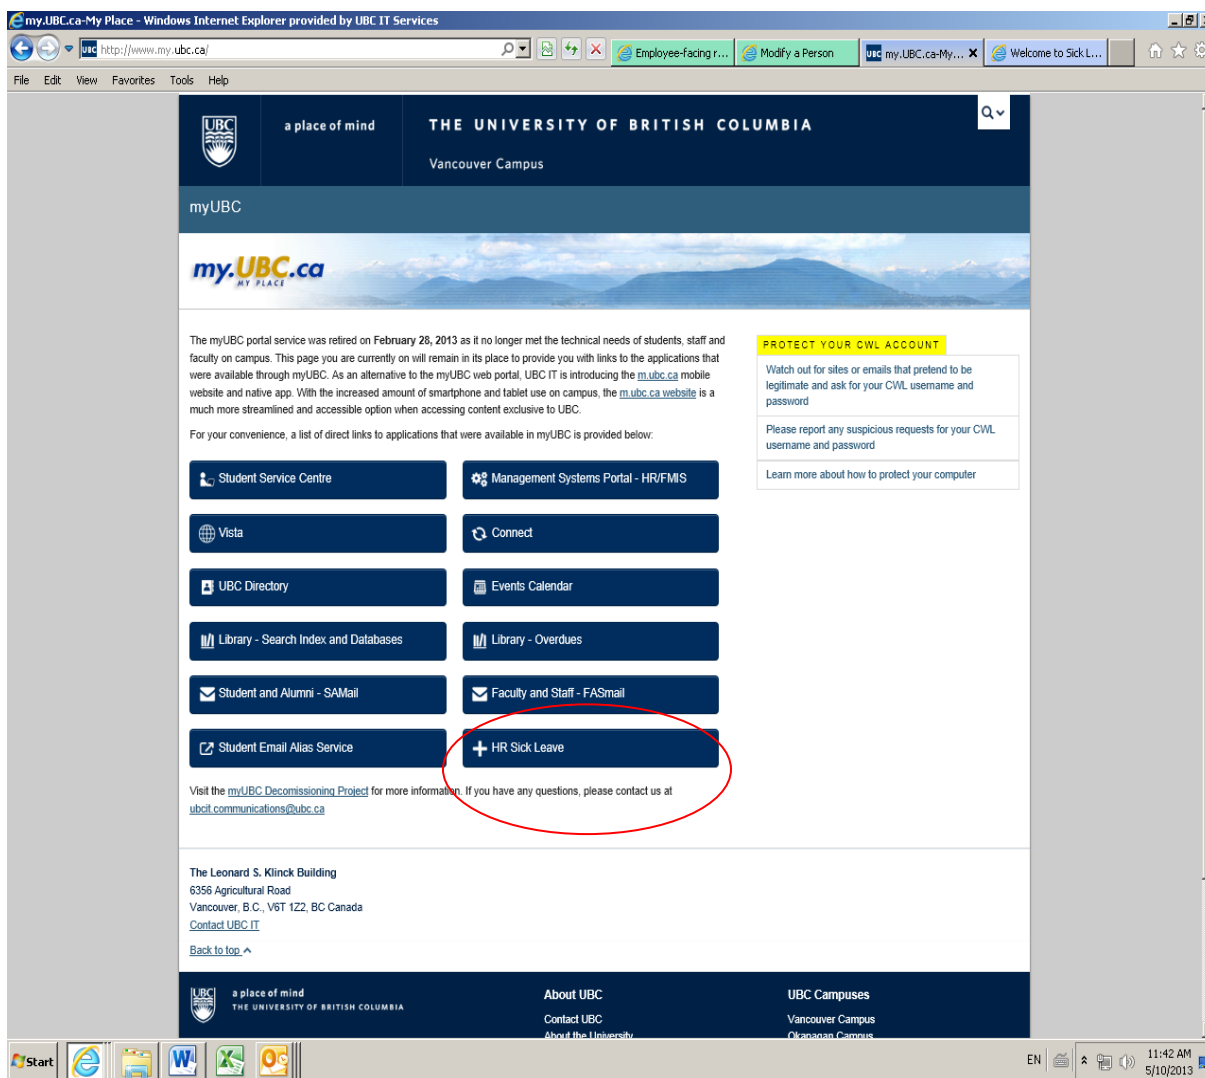 my.UBC.ca-My Place - Windows Internet Explorer provided by UBC IT Services
UBC http://www.my.ubc.ca/
Employee-facing r...
Modify a Person
UBC my.UBC.ca-My...
Welcome to Sick L...
File Edit View Favorites Tools Help
UBC
a place of mind
THE UNIVERSITY OF BRITISH COLUMBIA
Vancouver Campus
myUBC
my.UBC.ca
MY PLACE
The myUBC portal service was retired on February 28, 2013 as it no longer met the technical needs of students, staff and
faculty on campus. This page you are currently on will remain in its place to provide you with links to the applications that
were available through myUBC. As an alternative to the myUBC web portal, UBC IT is introducing the m.ubc.ca mobile
website and native app. With the increased amount of smartphone and tablet use on campus, the m.ubc.ca website is a
much more streamlined and accessible option when accessing content exclusive to UBC.
For your convenience, a list of direct links to applications that were available in myUBC is provided below:
Student Service Centre
Management Systems Portal - HR/FMIS
Vista
Connect
UBC Directory
Events Calendar
Library - Search Index and Databases
Library - Overdues
Student and Alumni - SAMail
Faculty and Staff - FASmail
Student Email Alias Service
HR Sick Leave
Visit the myUBC Decomissioning Project for more information. If you have any questions, please contact us at
ubcit.communications@ubc.ca
PROTECT YOUR CWL ACCOUNT
Watch out for sites or emails that pretend to be
legitimate and ask for your CWL username and
password
Please report any suspicious requests for your CWL
username and password
Learn more about how to protect your computer
The Leonard S. Klinck Building
6356 Agricultural Road
Vancouver, B.C., V6T 1Z2, BC Canada
Contact UBC IT
Back to top
UBC
a place of mind
THE UNIVERSITY OF BRITISH COLUMBIA
About UBC
Contact UBC
About the University
UBC Campuses
Vancouver Campus
Okanagan Campus
Start
EN
11:42 AM
5/10/2013